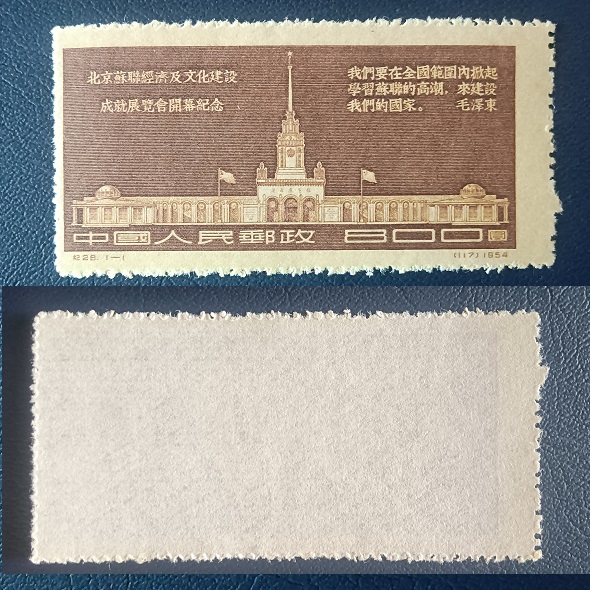 北京蘇聯經濟及文化建設
成就展覽會開幕紀念
我們要在全國範圍內掀起
學習蘇聯的高潮，來建設
我們的國家。 毛澤東
中國人民郵政 800圓
紀28. 1—1 (117) 1954